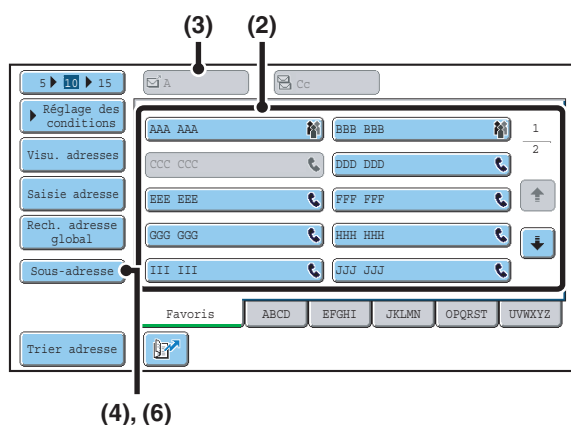 (3) (2)
5 10 15
A
Cc
Réglage des
conditions
Visu. adresses
Saisie adresse
Rech. adresse
global
Sous-adresse
Trier adresse
AAA AAA
BBB BBB
CCC CCC
DDD DDD
EEE EEE
FFF FFF
GGG GGG
HHH HHH
III III
JJJ JJJ
1
2
Favoris
ABCD
EFGHI
JKLMN
OPQRST
UVWXYZ
(4), (6)